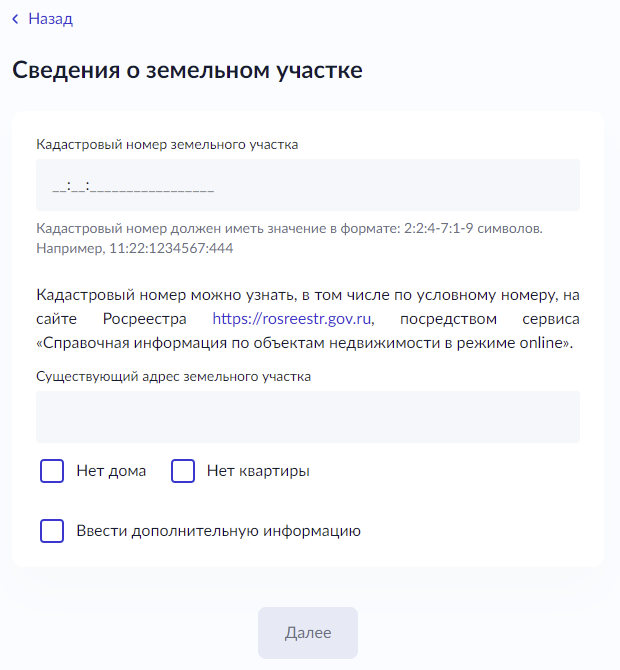 Назад
Сведения о земельном участке
Кадастровый номер земельного участка
__:__:_________________
Кадастровый номер должен иметь значение в формате: 2:2:4-7:1-9 символов.
Например, 11:22:1234567:444
Кадастровый номер можно узнать, в том числе по условному номеру, на
сайте Росреестра https://rosreestr.gov.ru, посредством сервиса
«Справочная информация по объектам недвижимости в режиме online».
Существующий адрес земельного участка
Нет дома Нет квартиры
Ввести дополнительную информацию
Далее